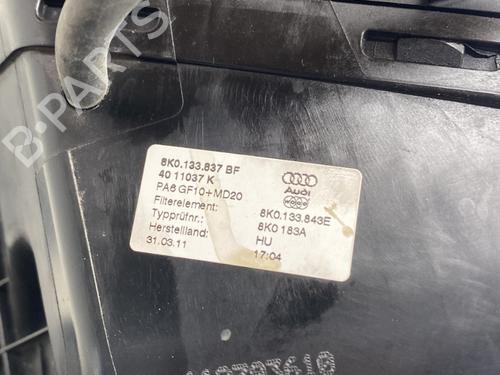 B-PARTS
8K0.133.837 BF
40 11037 K
PA6 GF10+MD20
Filterelement: 8K0.133.843E
Typprüfnr.: 8K0 183A
Herstelland: HU
31.03.11 17:04
Audi